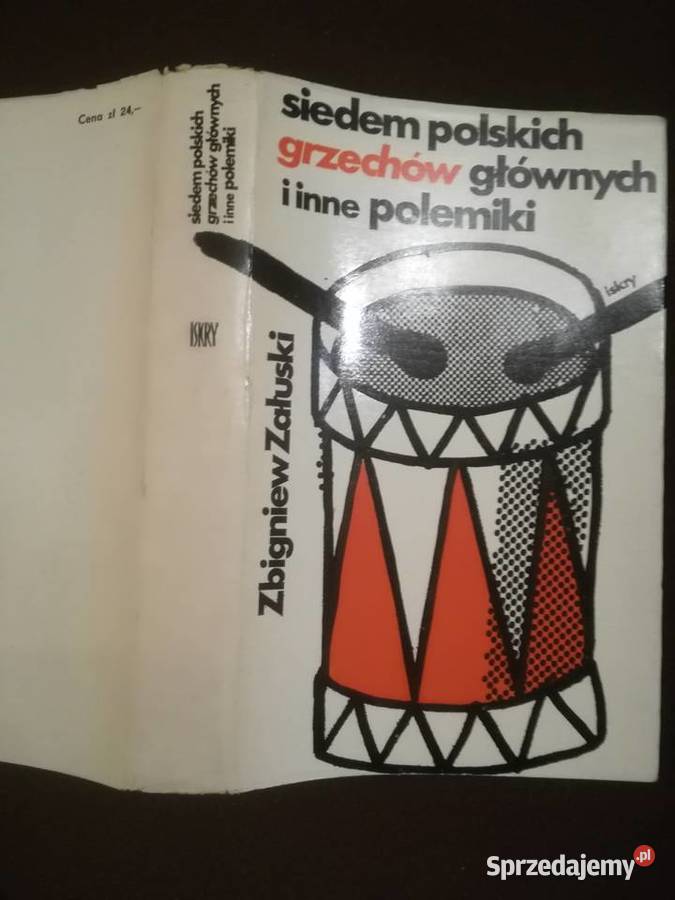 Cena zł 24,—
siedem polskich
grzechów głównych
i inne polemiki
ISKRY
siedem polskich
grzechów głównych
i inne polemiki
iskry
Zbigniew Załuski
Sprzedajemy.pl